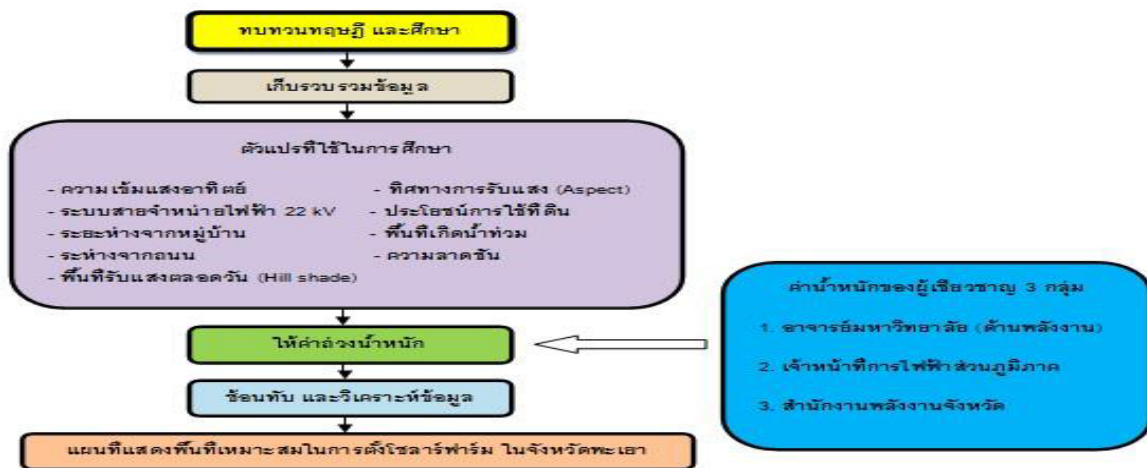 ทบทวนทฤษฎี และศึกษา
เก็บรวบรวมข้อมูล
ตัวแปรที่ใช้ในการศึกษา
- ความเข้มแสงอาทิตย์
- ระบบสายจำหน่ายไฟฟ้า 22 kV
- ระยะห่างจากหมู่บ้าน
- ระห่างจากถนน
- พื้นที่รับแสงตลอดวัน (Hill shade)
- ทิศทางการรับแสง (Aspect)
- ประโยชน์การใช้ที่ดิน
- พื้นที่เกิดน้ำท่วม
- ความลาดชัน
ค่าน้ำหนักของผู้เชี่ยวชาญ 3 กลุ่ม
1. อาจารย์มหาวิทยาลัย (ด้านพลังงาน)
2. เจ้าหน้าที่การไฟฟ้าส่วนภูมิภาค
3. สำนักงานพลังงานจังหวัด
ให้ค่าถ่วงน้ำหนัก
ซ้อนทับ และวิเคราะห์ข้อมูล
แผนที่แสดงพื้นที่เหมาะสมในการตั้งโซลาร์ฟาร์ม ในจังหวัดพะเยา